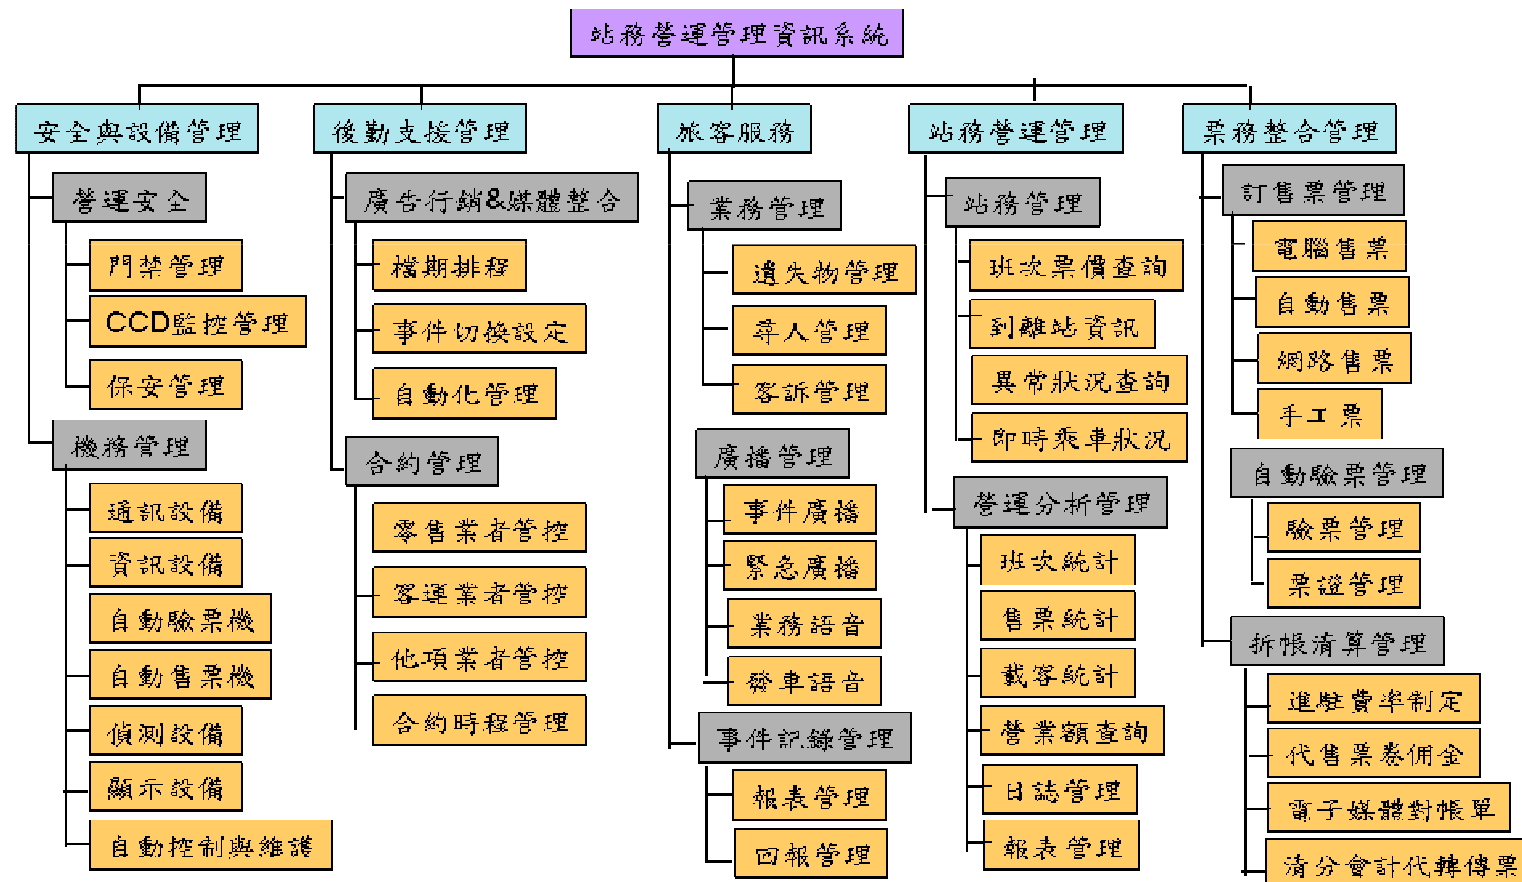 站務營運管理資訊系統
安全與設備管理
營運安全
門禁管理
CCD監控管理
保安管理
機務管理
通訊設備
資訊設備
自動驗票機
自動售票機
偵測設備
顯示設備
自動控制與維護
後勤支援管理
廣告行銷&媒體整合
檔期排程
事件切換設定
自動化管理
合約管理
零售業者管控
客運業者管控
他項業者管控
合約時程管理
旅客服務
業務管理
遺失物管理
尋人管理
客訴管理
廣播管理
事件廣播
緊急廣播
業務語音
發車語音
事件記錄管理
報表管理
回報管理
站務營運管理
站務管理
班次票價查詢
到離站資訊
異常狀況查詢
即時乘車狀況
營運分析管理
班次統計
售票統計
載客統計
營業額查詢
日誌管理
報表管理
票務整合管理
訂售票管理
電腦售票
自動售票
網路售票
手工票
自動驗票管理
驗票管理
票證管理
拆帳清算管理
進駐費率制定
代售票券佣金
電子媒體對帳單
清分會計代轉傳票